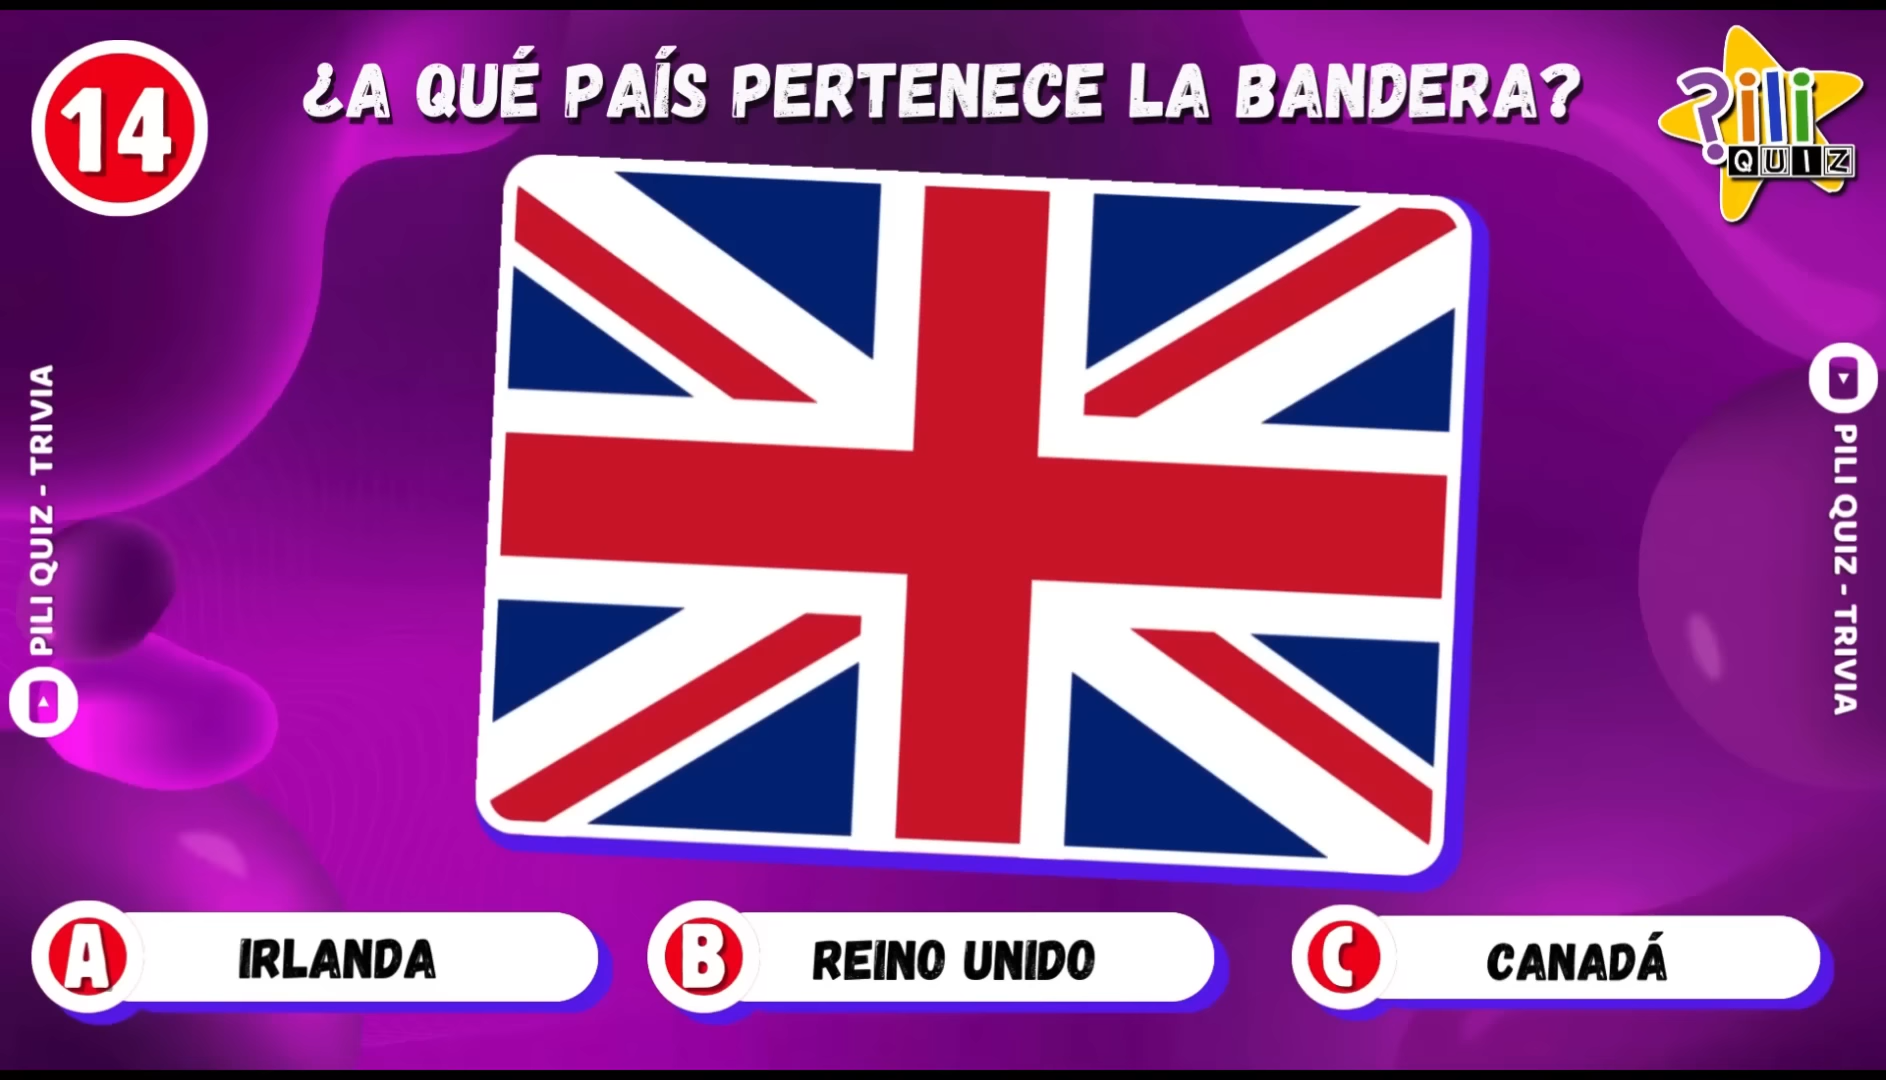 14
¿A QUÉ PAÍS PERTENECE LA BANDERA?
?ili
QUIZ
PILI QUIZ - TRIVIA
PILI QUIZ - TRIVIA
A IRLANDA
B REINO UNIDO
C CANADÁ